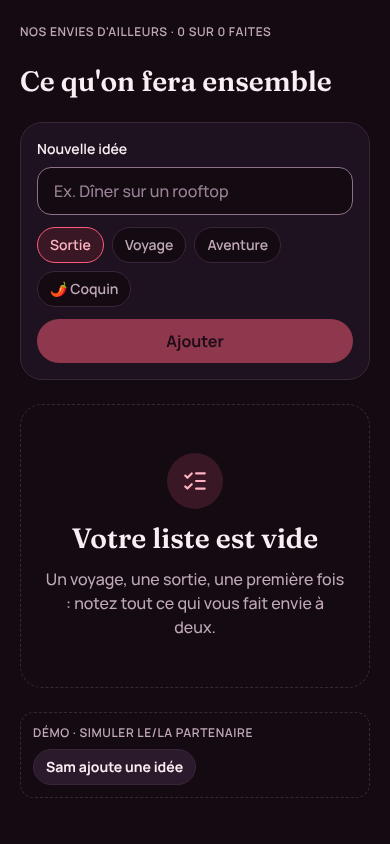 NOS ENVIES D'AILLEURS · 0 SUR 0 FAITES
Ce qu'on fera ensemble
Nouvelle idée
Ex. Dîner sur un rooftop
Sortie
Voyage
Aventure
🌶️ Coquin
Ajouter
Votre liste est vide
Un voyage, une sortie, une première fois
: notez tout ce qui vous fait envie à
deux.
DÉMO · SIMULER LE/LA PARTENAIRE
Sam ajoute une idée